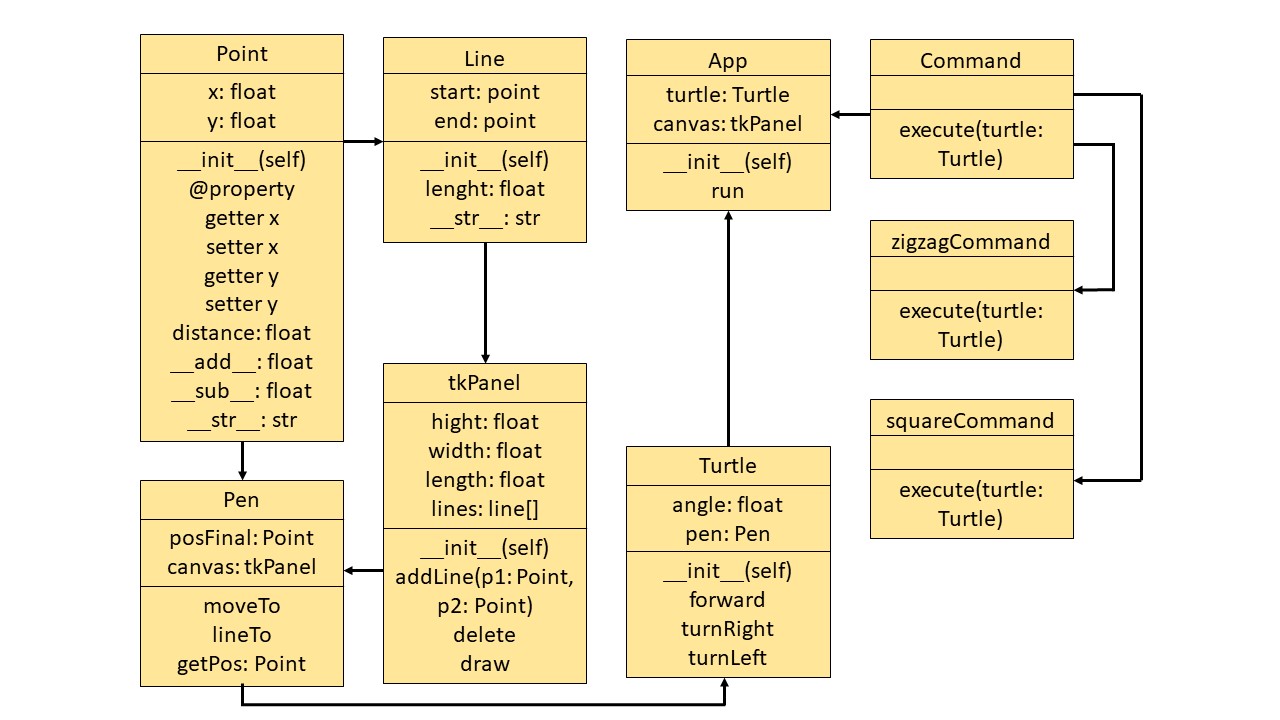 Point
x: float
y: float
__init__(self)
@property
getter x
setter x
getter y
setter y
distance: float
__add__: float
__sub__: float
__str__: str
Line
start: point
end: point
__init__(self)
lenght: float
__str__: str
App
turtle: Turtle
canvas: tkPanel
__init__(self)
run
Command
execute(turtle:
Turtle)
zigzagCommand
execute(turtle:
Turtle)
squareCommand
execute(turtle:
Turtle)
Pen
posFinal: Point
canvas: tkPanel
moveTo
lineTo
getPos: Point
tkPanel
hight: float
width: float
length: float
lines: line[]
__init__(self)
addLine(p1: Point,
p2: Point)
delete
draw
Turtle
angle: float
pen: Pen
__init__(self)
forward
turnRight
turnLeft